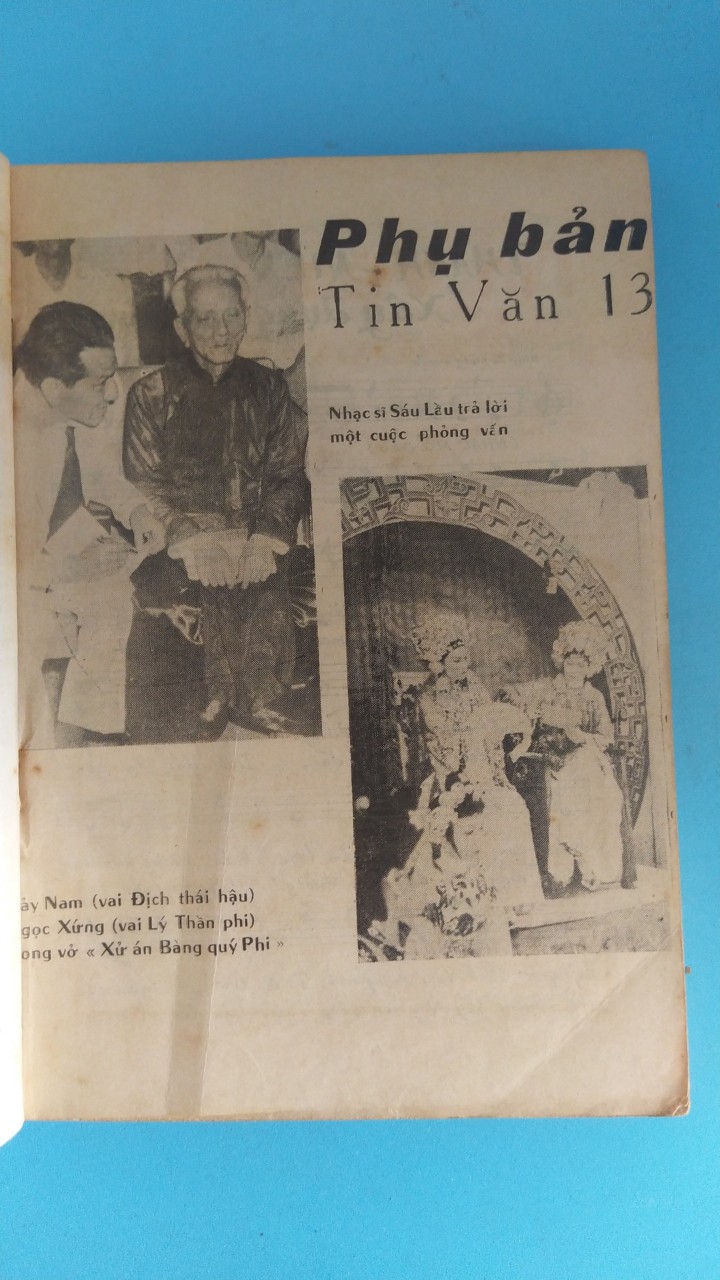 Phụ bản
Tin Văn 13
Nhạc sĩ Sáu Lầu trả lời
một cuộc phỏng vấn
ảy Nam (vai Địch thái hậu)
gọc Xứng (vai Lý Thần phi)
ong vở « Xử án Bàng quý Phi »